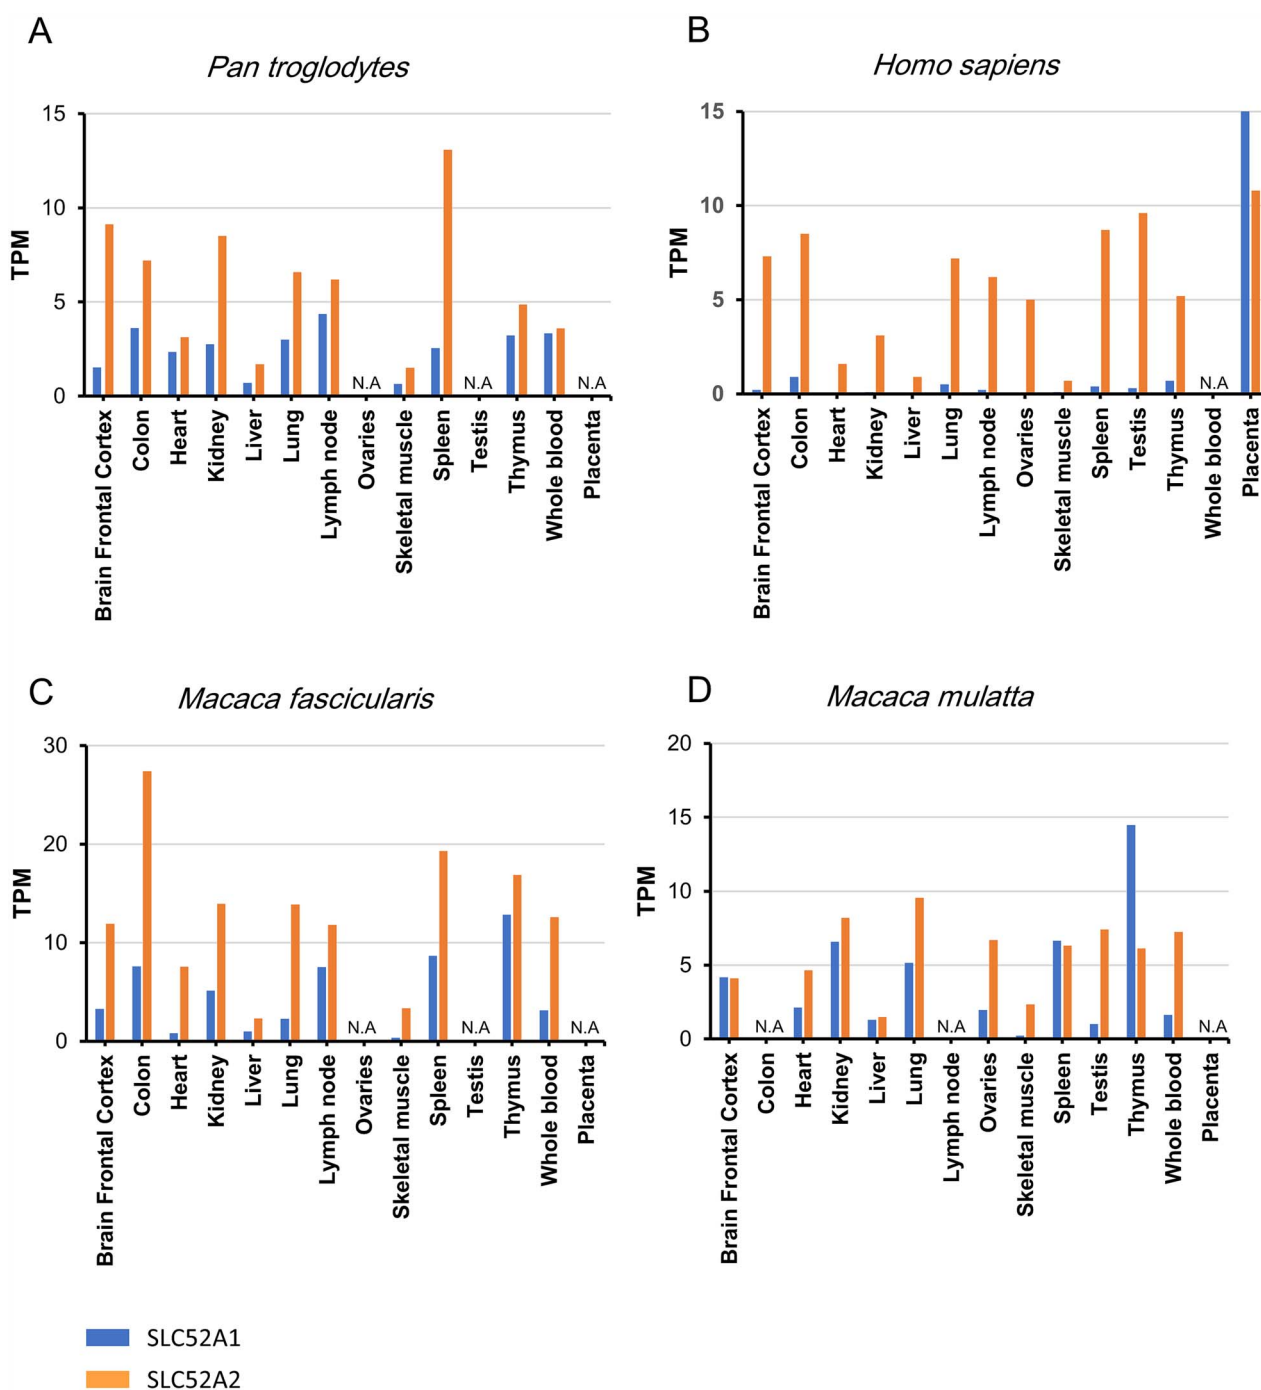 A
Pan troglodytes
TPM
15
10
5
0
N.A
N.A
N.A
Brain Frontal Cortex
Colon
Heart
Kidney
Liver
Lung
Lymph node
Ovaries
Skeletal muscle
Spleen
Testis
Thymus
Whole blood
Placenta
B
Homo sapiens
TPM
15
10
5
0
N.A
Brain Frontal Cortex
Colon
Heart
Kidney
Liver
Lung
Lymph node
Ovaries
Skeletal muscle
Spleen
Testis
Thymus
Whole blood
Placenta
C
Macaca fascicularis
TPM
30
20
10
0
N.A
N.A
N.A
Brain Frontal Cortex
Colon
Heart
Kidney
Liver
Lung
Lymph node
Ovaries
Skeletal muscle
Spleen
Testis
Thymus
Whole blood
Placenta
D
Macaca mulatta
TPM
20
15
10
5
0
N.A
N.A
N.A
Brain Frontal Cortex
Colon
Heart
Kidney
Liver
Lung
Lymph node
Ovaries
Skeletal muscle
Spleen
Testis
Thymus
Whole blood
Placenta
SLC52A1
SLC52A2